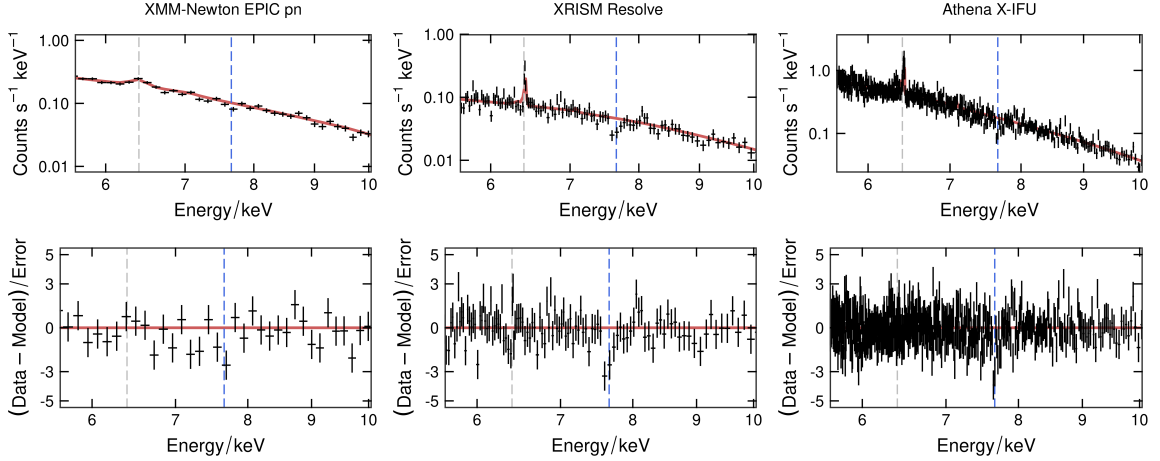 XMM-Newton EPIC pn
XRISM Resolve
Athena X-IFU
Counts s⁻¹ keV⁻¹
1.00
0.10
0.01
6 7 8 9 10
Energy/keV
Counts s⁻¹ keV⁻¹
1.00
0.10
0.01
6 7 8 9 10
Energy/keV
Counts s⁻¹ keV⁻¹
1.0
0.1
6 7 8 9 10
Energy/keV
(Data − Model)/Error
5
3
0
-3
-5
6 7 8 9 10
Energy/keV
(Data − Model)/Error
5
3
0
-3
-5
6 7 8 9 10
Energy/keV
(Data − Model)/Error
5
3
0
-3
-5
6 7 8 9 10
Energy/keV